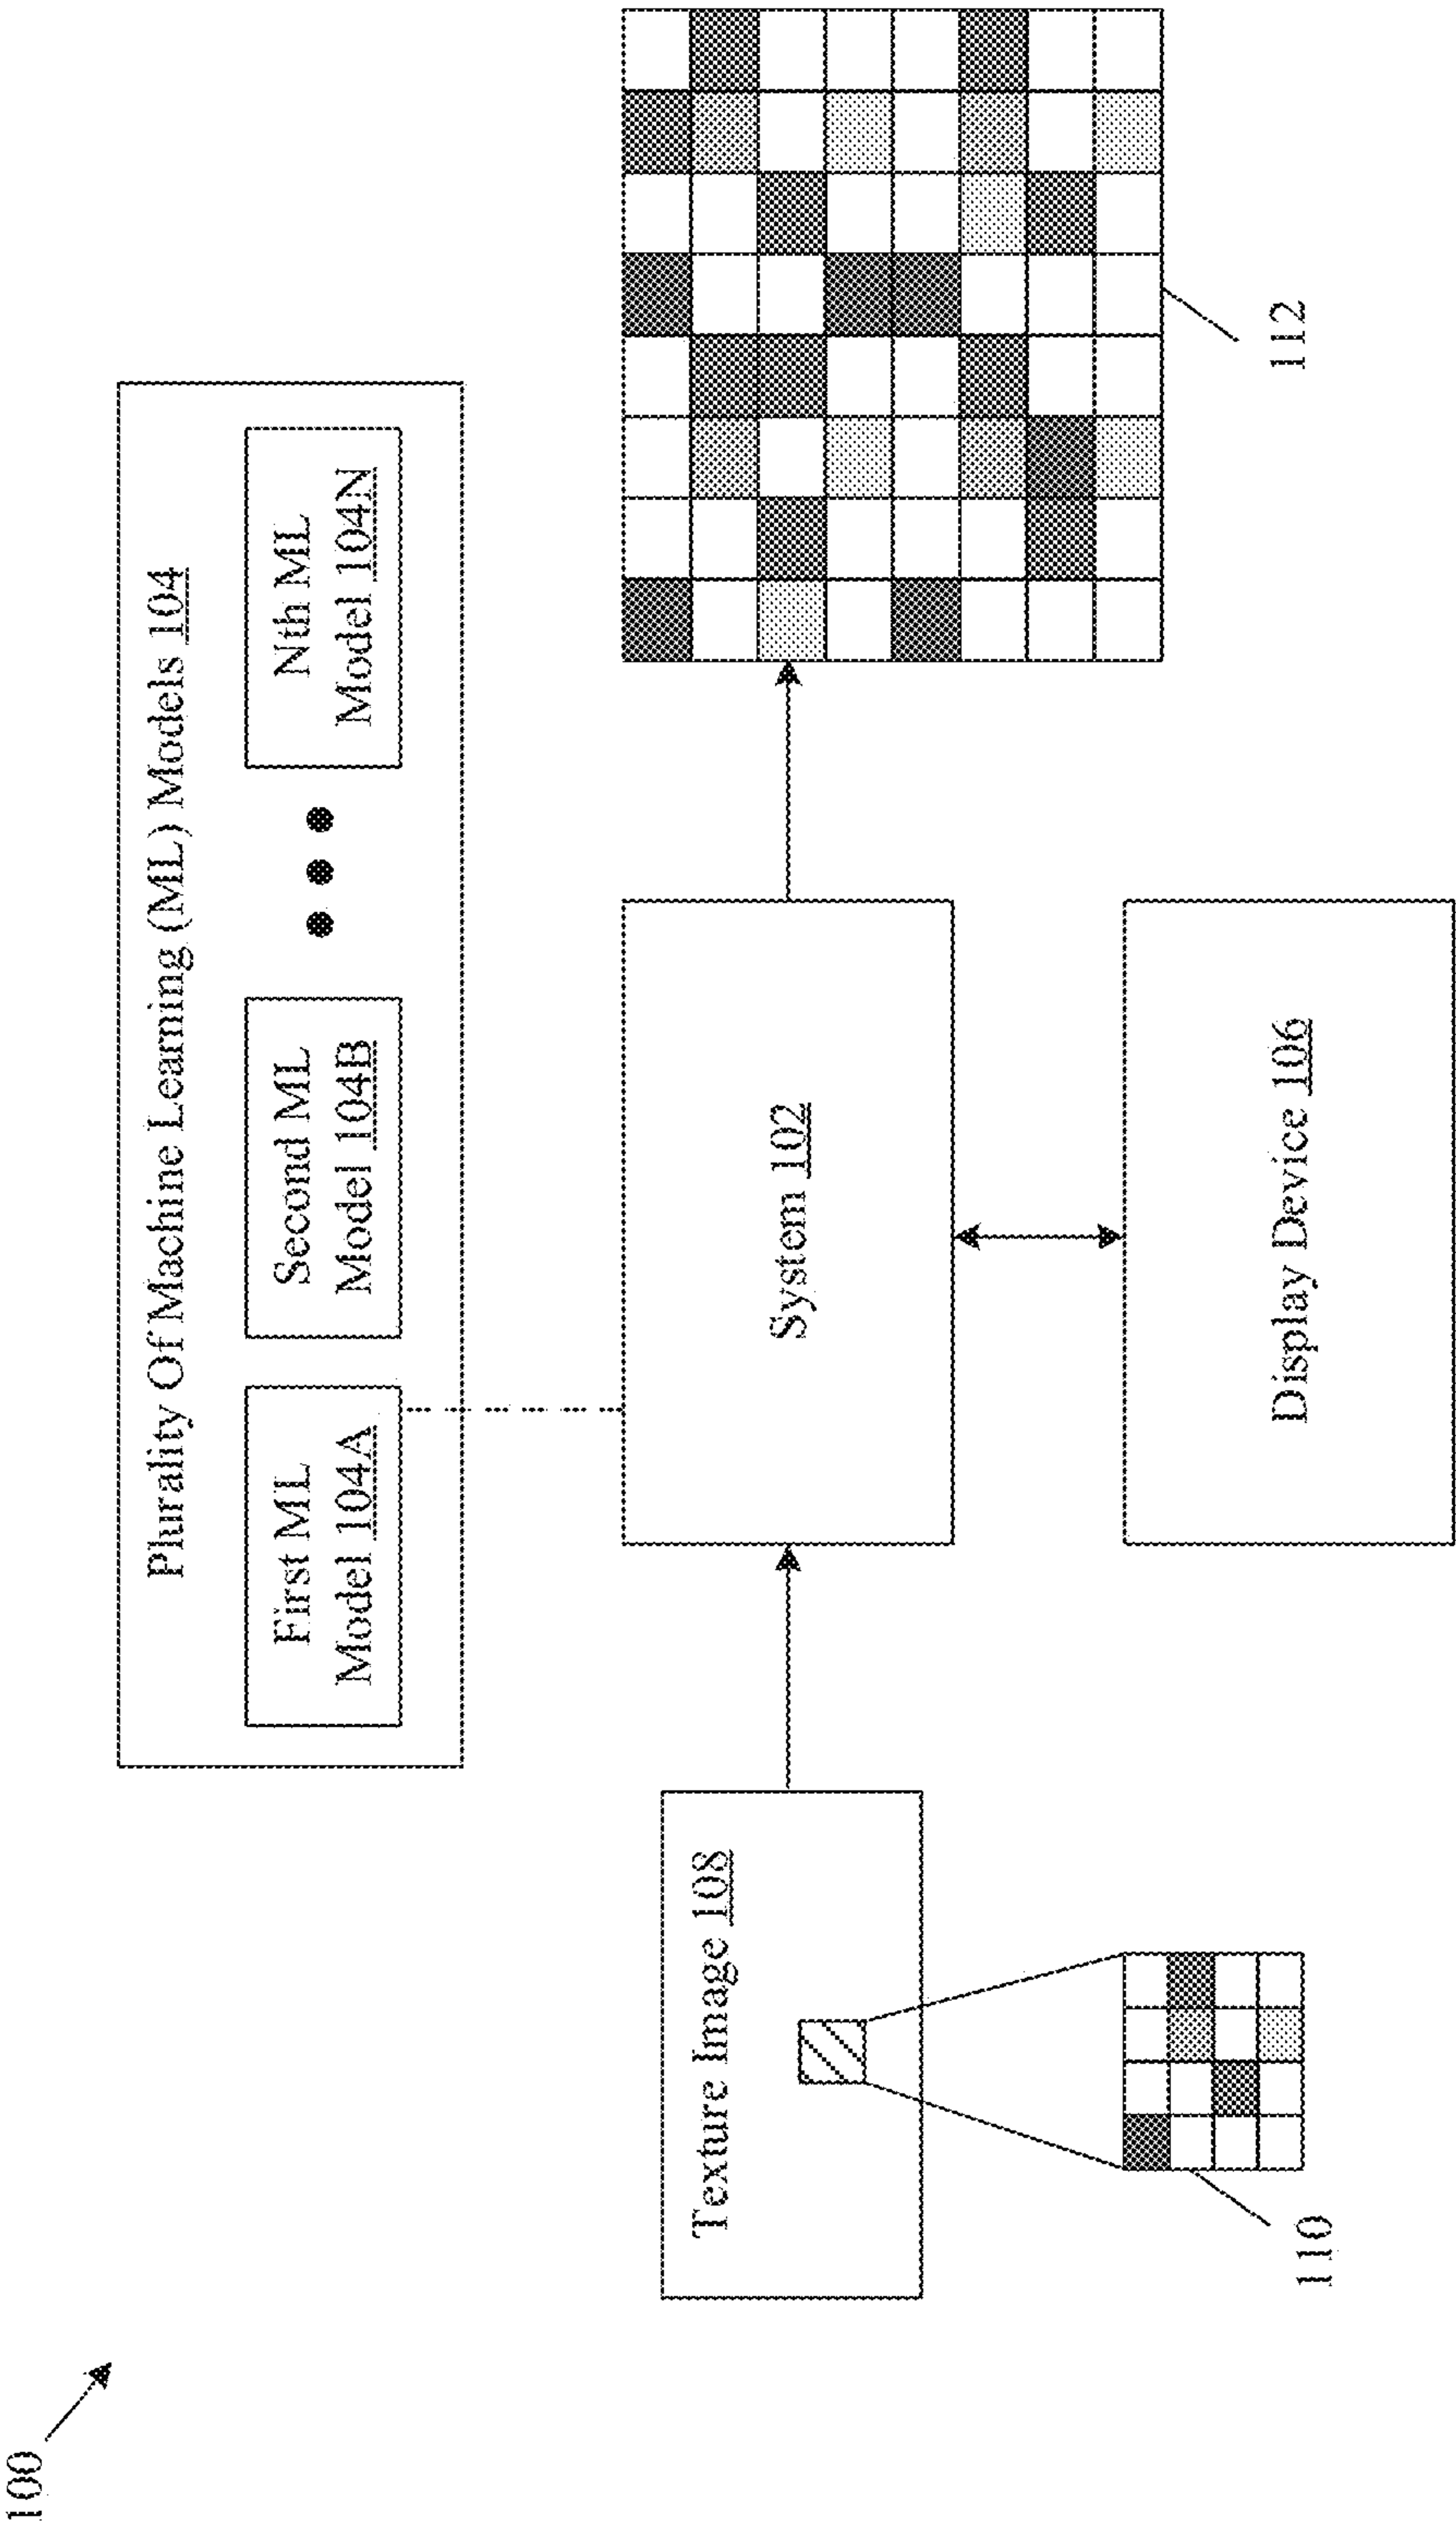 100
Plurality Of Machine Learning (ML) Models 104
First ML
Model 104A
Second ML
Model 104B
Nth ML
Model 104N
Texture Image 108
System 102
110
Display Device 106
112